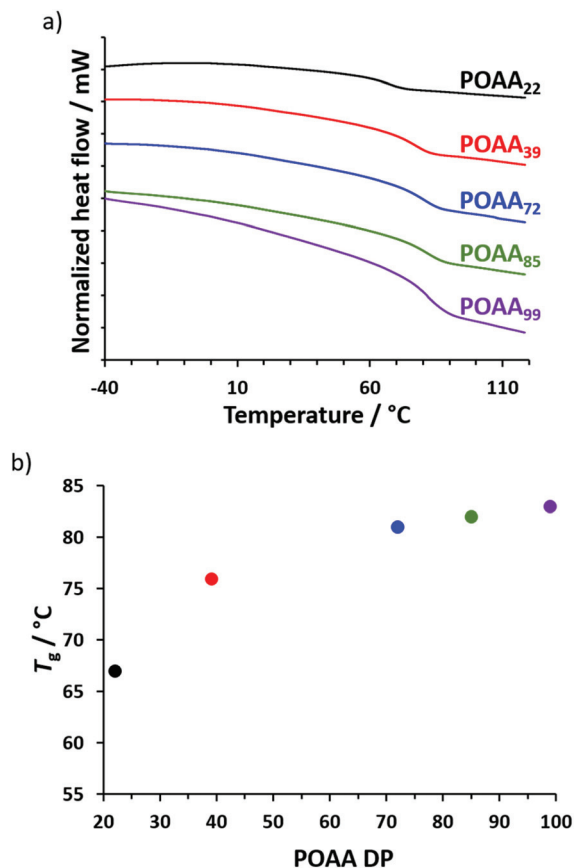 a)
Normalized heat flow / mW
POAA22
POAA39
POAA72
POAA85
POAA99
-40 10 60 110
Temperature / °C
b)
Tg / °C
85
80
75
70
65
60
55
20 30 40 50 60 70 80 90 100
POAA DP